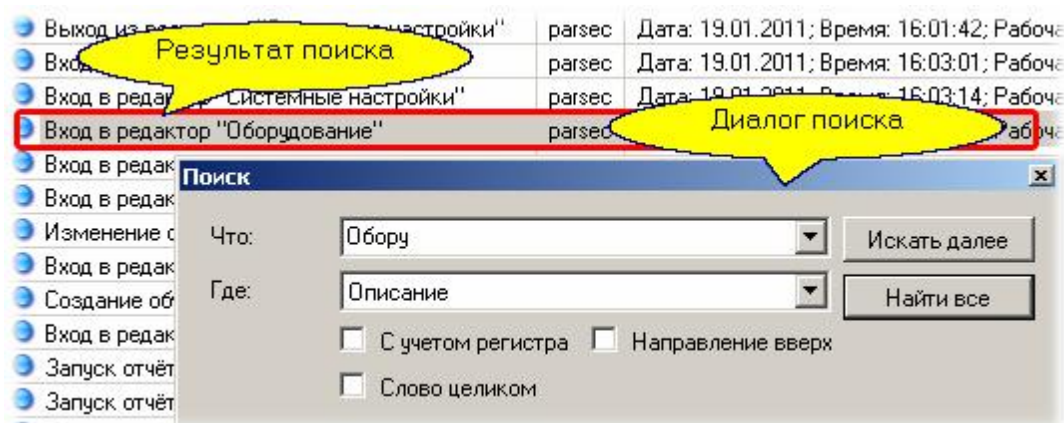 Выход из настройки" parsec Дата: 19.01.2011; Время: 16:01:42; Рабоча
Результат поиска
Вход parsec Дата: 19.01.2011; Время: 16:03:01; Рабоча
Вход в редактор "Системные настройки" parsec Дата: 19.01.2011; Время: 16:03:14; Рабоча
Диалог поиска
Вход в редактор "Оборудование" parsec Рабоча
Вход в редак
Поиск
Вход в редак
Изменение о
Что: Обору Искать далее
Вход в редак
Где: Описание Найти все
Создание об
Вход в редак
С учетом регистра Направление вверх
Запуск отчёт
Слово целиком
Запуск отчёт